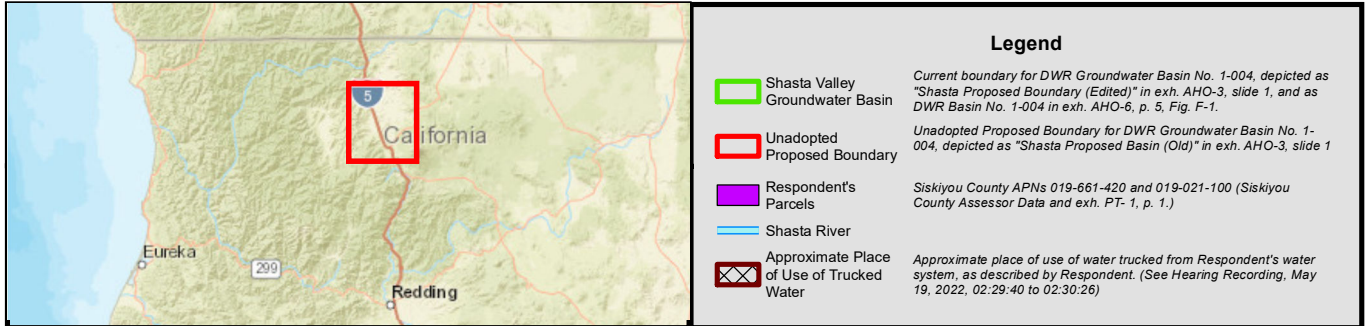 5
California
Eureka
299
Redding
Legend
Shasta Valley
Groundwater Basin
Current boundary for DWR Groundwater Basin No. 1-004, depicted as
"Shasta Proposed Boundary (Edited)" in exh. AHO-3, slide 1, and as
DWR Basin No. 1-004 in exh. AHO-6, p. 5, Fig. F-1.
Unadopted
Proposed Boundary
Unadopted Proposed Boundary for DWR Groundwater Basin No. 1-
004, depicted as "Shasta Proposed Basin (Old)" in exh. AHO-3, slide 1
Respondent's
Parcels
Siskiyou County APNs 019-661-420 and 019-021-100 (Siskiyou
County Assessor Data and exh. PT- 1, p. 1.)
Shasta River
Approximate Place
of Use of Trucked
Water
Approximate place of use of water trucked from Respondent's water
system, as described by Respondent. (See Hearing Recording, May
19, 2022, 02:29:40 to 02:30:26)